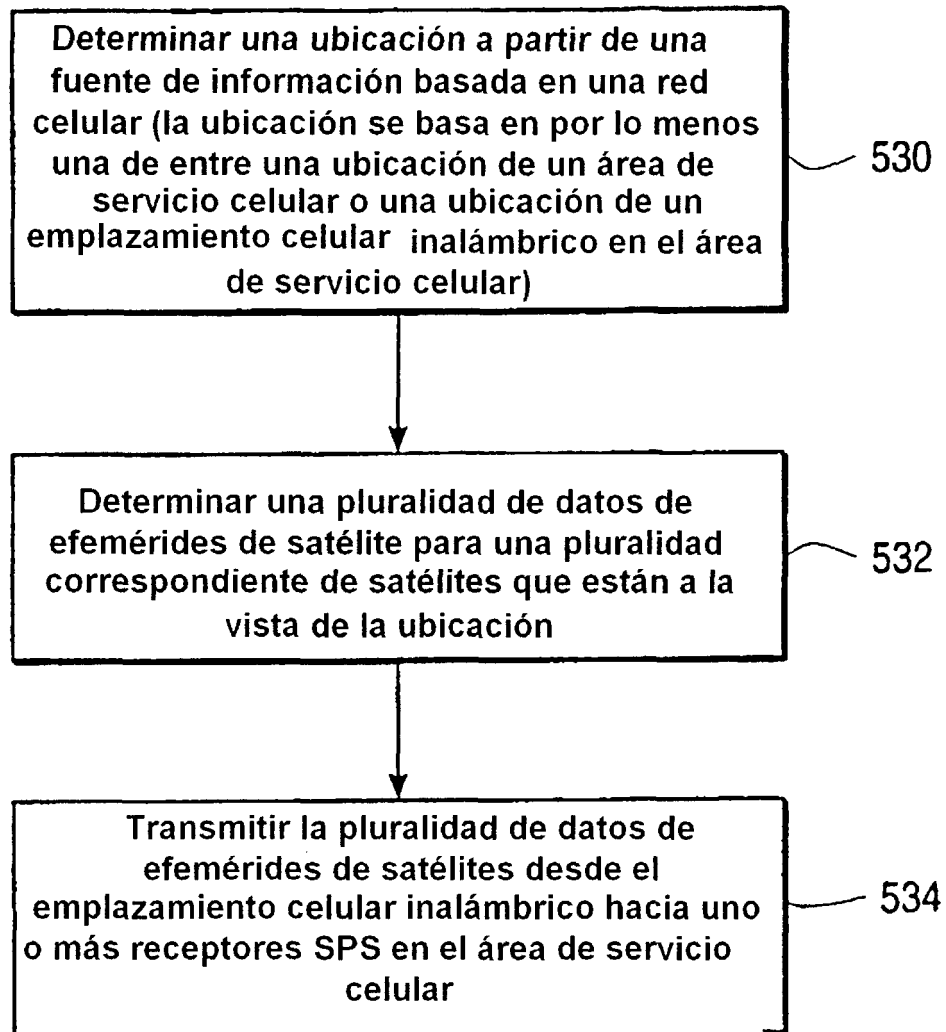 Determinar una ubicación a partir de una
fuente de información basada en una red
celular (la ubicación se basa en por lo menos
una de entre una ubicación de un área de
servicio celular o una ubicación de un
emplazamiento celular inalámbrico en el área
de servicio celular)
530
Determinar una pluralidad de datos de
efemérides de satélite para una pluralidad
correspondiente de satélites que están a la
vista de la ubicación
532
Transmitir la pluralidad de datos de
efemérides de satélites desde el
emplazamiento celular inalámbrico hacia uno
o más receptores SPS en el área de servicio
celular
534